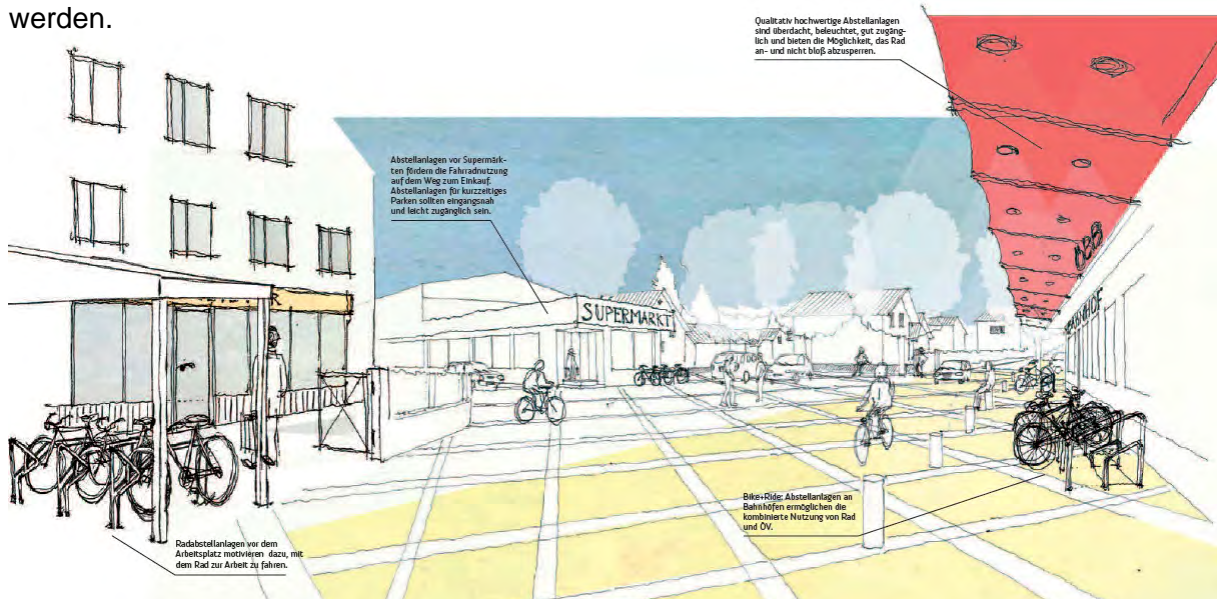 werden.
Qualitativ hochwertige Abstellanlagen
sind überdacht, beleuchtet, gut zugäng-
lich und bieten die Möglichkeit, das Rad
an- und nicht bloß abzusperren.
Abstellanlagen vor Supermärk-
ten fördern die Fahrradnutzung
auf dem Weg zum Einkauf.
Abstellanlagen für kurzzeitiges
Parken sollten eingangsnah
und leicht zugänglich sein.
SUPERMARKT
ÖBB
BAHNHOF
Bike+Ride: Abstellanlagen an
Bahnhöfen ermöglichen die
kombinierte Nutzung von Rad
und ÖV.
Radabstellanlagen vor dem
Arbeitsplatz motivieren dazu, mit
dem Rad zur Arbeit zu fahren.